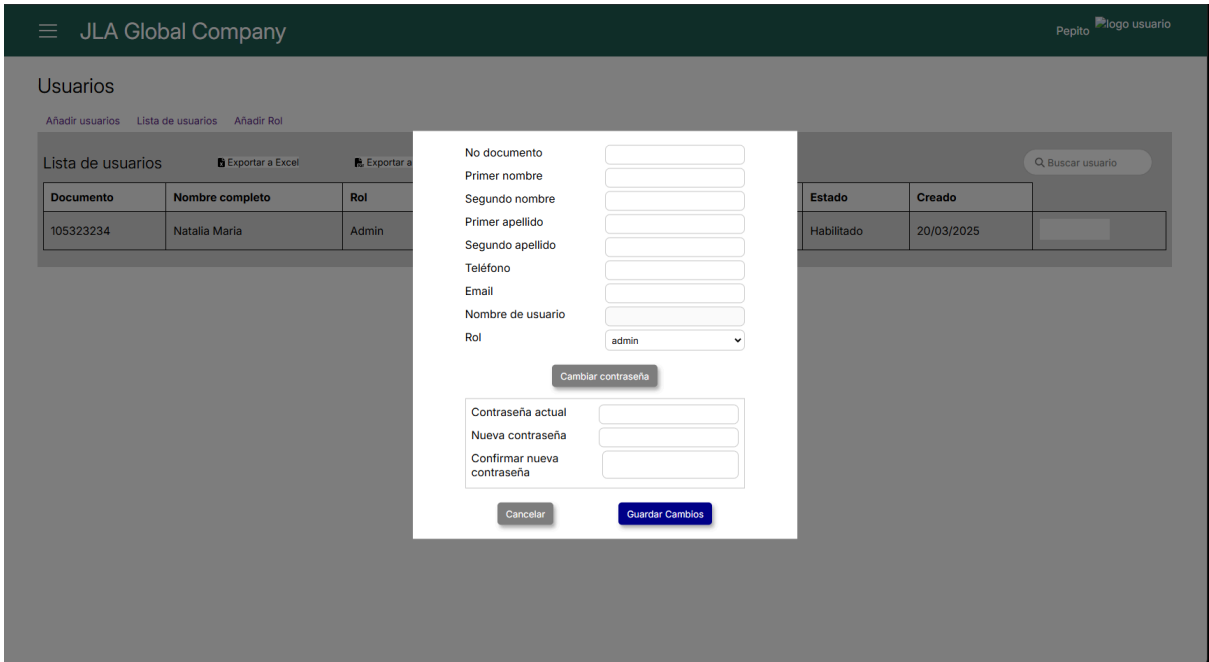 JLA Global Company
Pepito logo usuario
Usuarios
Añadir usuarios Lista de usuarios Añadir Rol
Lista de usuarios Exportar a Excel Exportar a Buscar usuario
Documento Nombre completo Rol Estado Creado
105323234 Natalia Maria Admin Habilitado 20/03/2025
No documento
Primer nombre
Segundo nombre
Primer apellido
Segundo apellido
Teléfono
Email
Nombre de usuario
Rol admin
Cambiar contraseña
Contraseña actual
Nueva contraseña
Confirmar nueva
contraseña
Cancelar Guardar Cambios